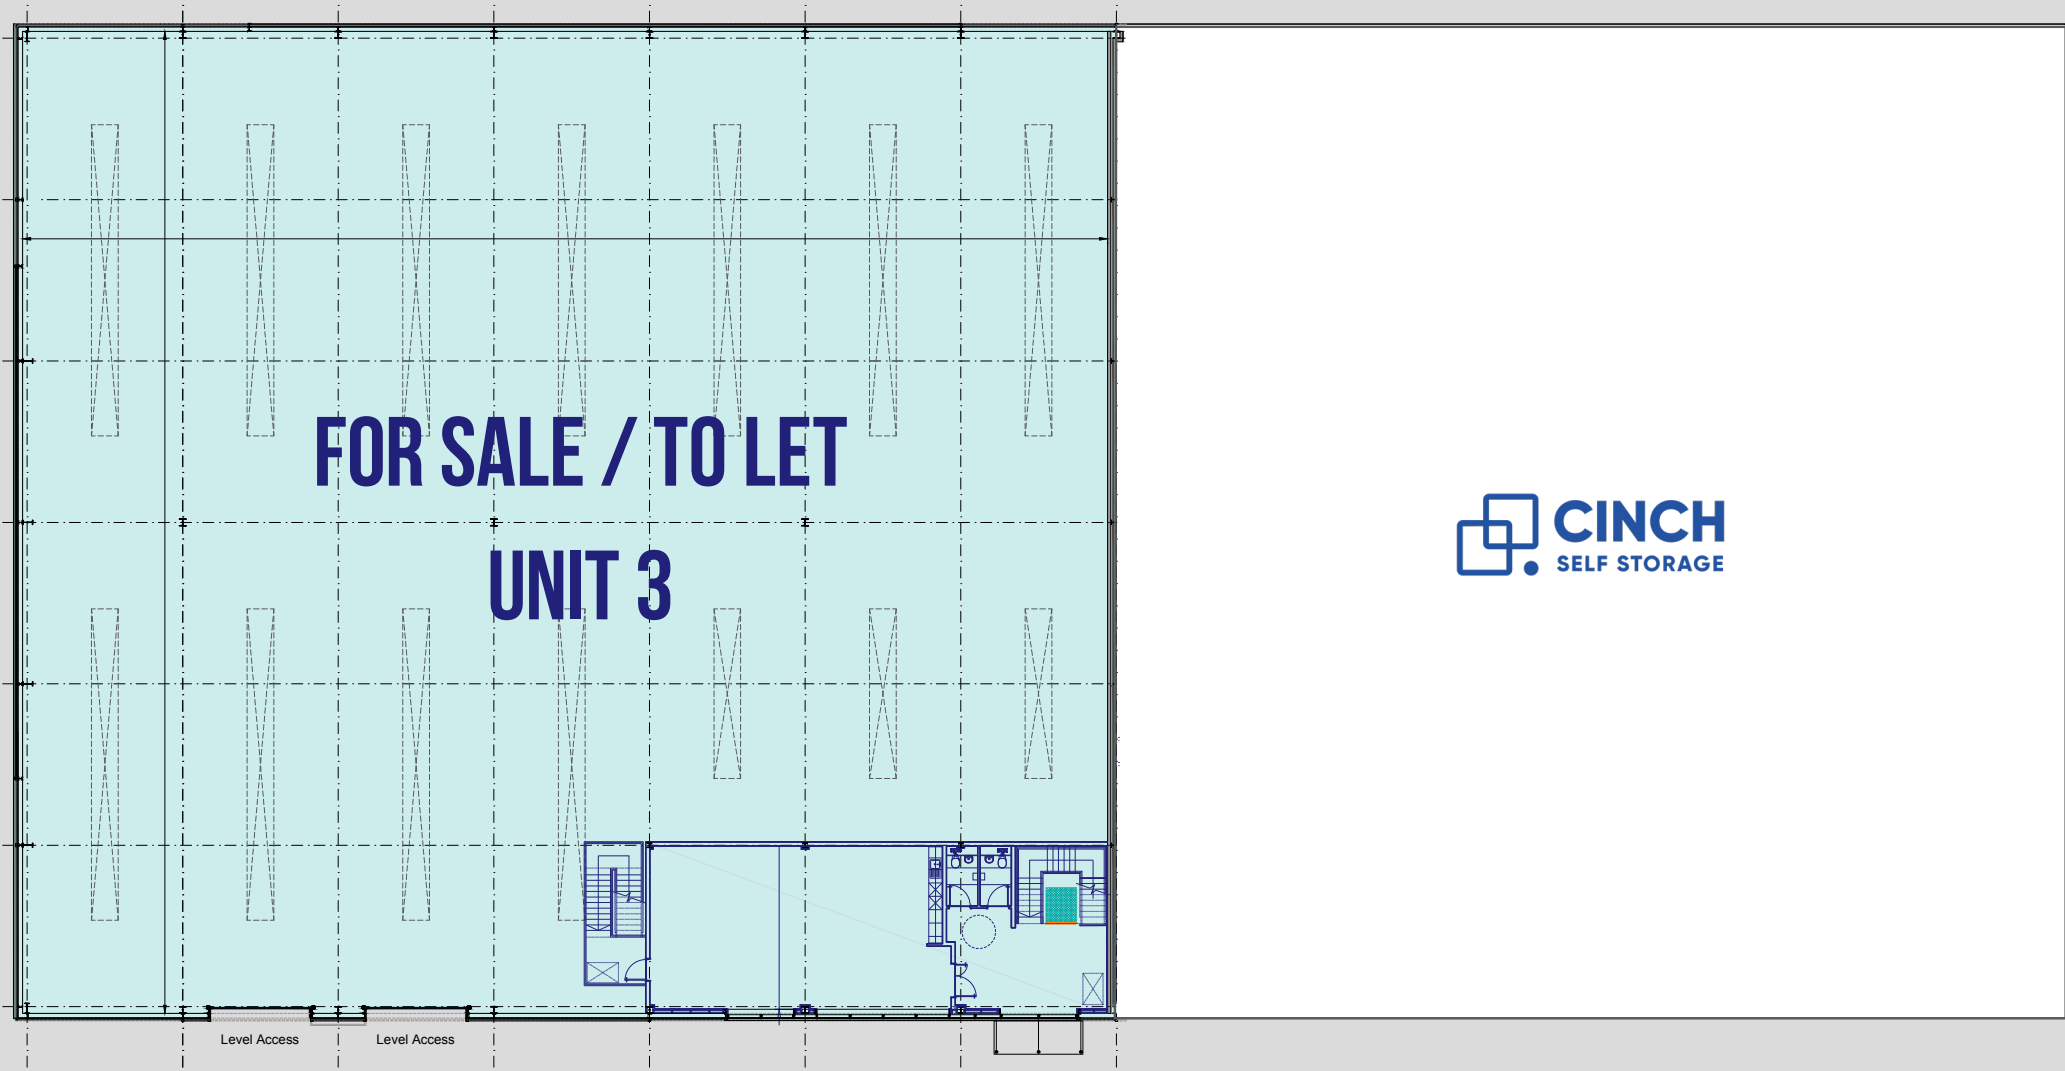 FOR SALE / TO LET
UNIT 3
CINCH
SELF STORAGE
Level Access
Level Access